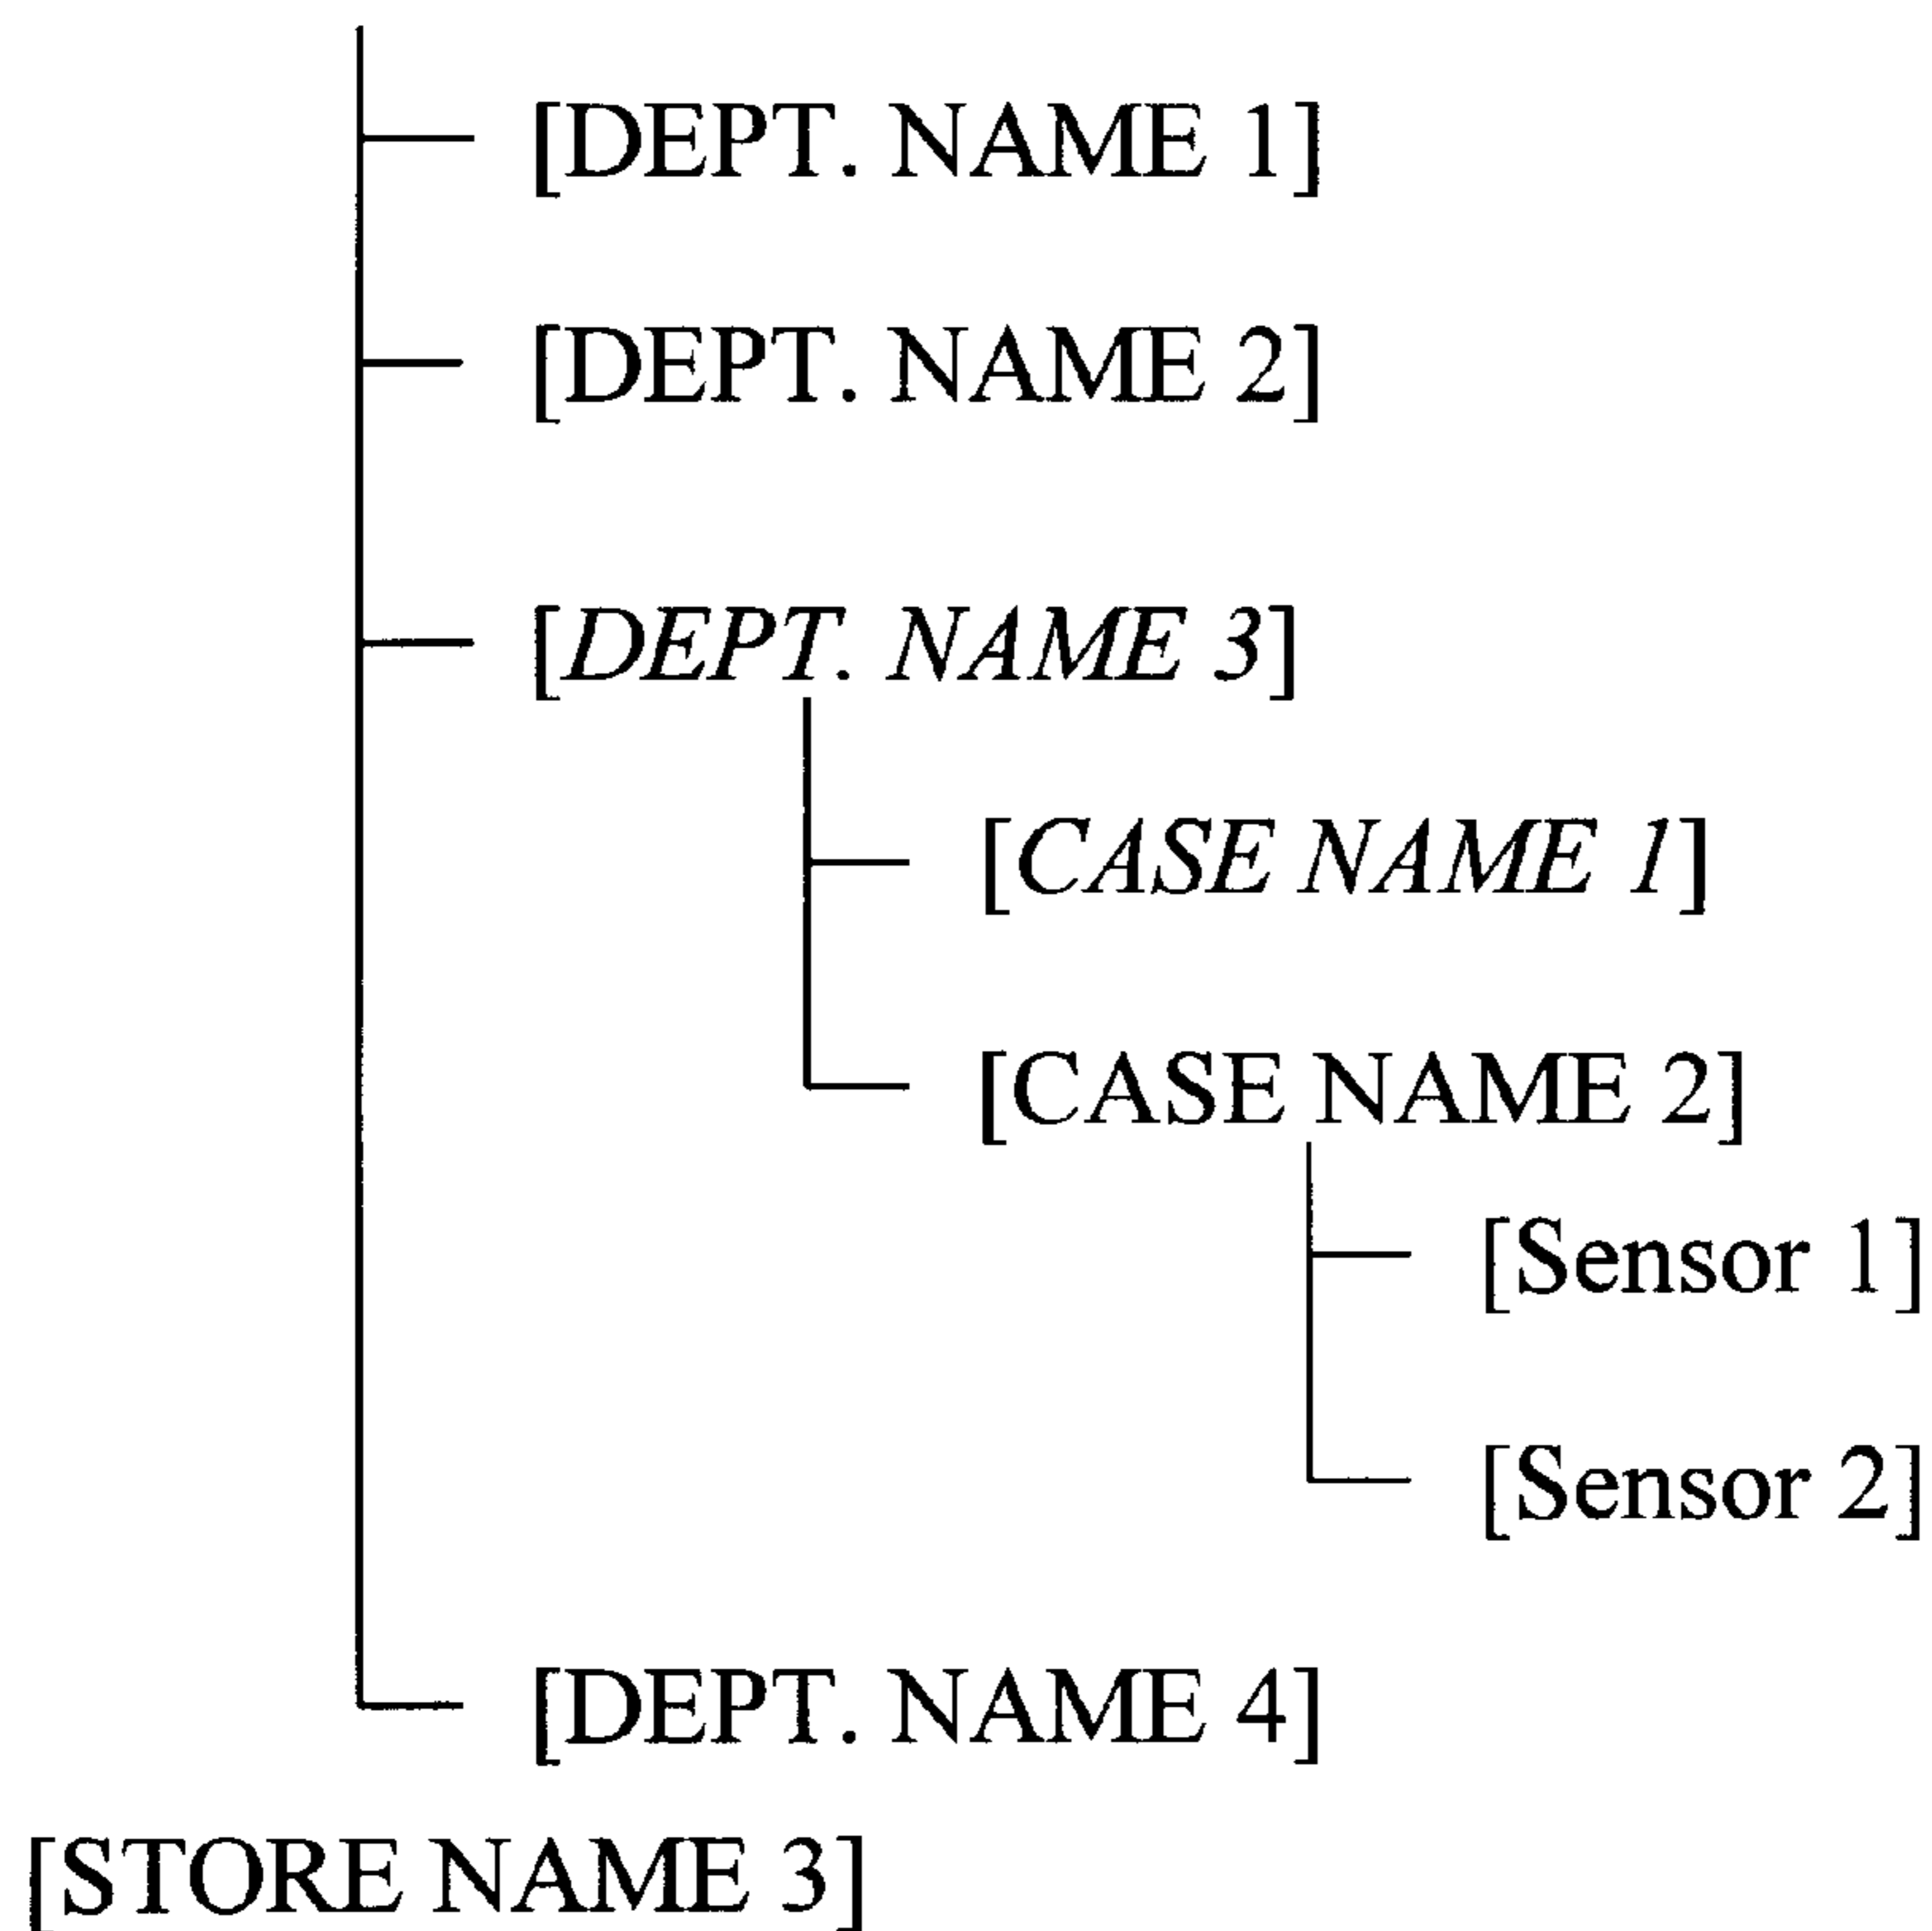 [DEPT. NAME 1]
[DEPT. NAME 2]
[DEPT. NAME 3]
[CASE NAME 1]
[CASE NAME 2]
[Sensor 1]
[Sensor 2]
[DEPT. NAME 4]
[STORE NAME 3]